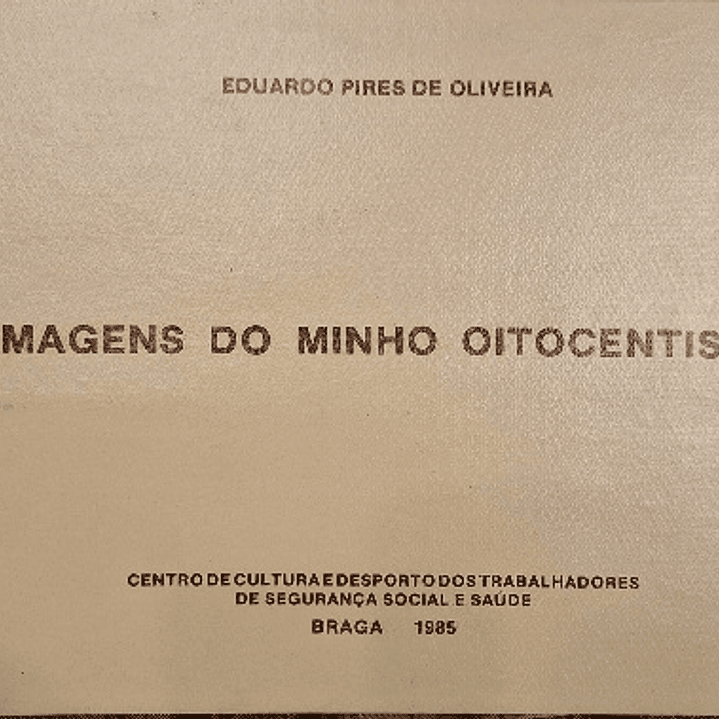 EDUARDO PIRES DE OLIVEIRA
MAGENS DO MINHO OITOCENTIS
CENTRO DE CULTURA E DESPORTO DOS TRABALHADORES
DE SEGURANÇA SOCIAL E SAÚDE
BRAGA 1985